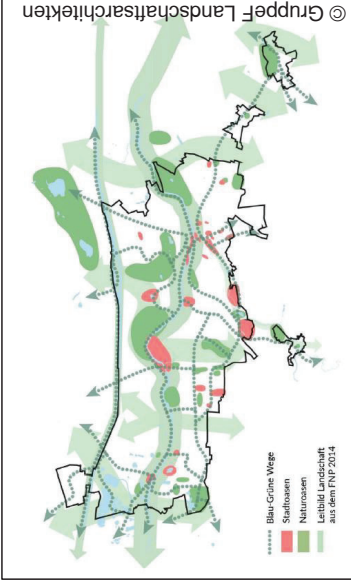 © GruppeF Landschaftsarchitekten
Blau-Grüne Wege
Stadtoasen
Naturoasen
Leitbild Landschaft
aus dem FNP 2014